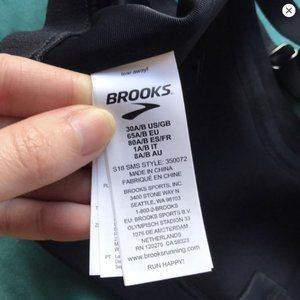 tear away!
BROOKS
30A/B US/GB
65A/B EU
80A/B ES/FR
1A/B IT
8A/B AU
S18 SMS STYLE: 350072
MADE IN CHINA
FABRIQUÉ EN CHINE
BROOKS SPORTS, INC.
3400 STONE WAY N
SEATTLE, WA 98103
1-800-2-BROOKS
EU: BROOKS SPORTS B.V.
OLYMPISCH STADION 33
1076 DE AMSTERDAM
NETHERLANDS
RN 120276 CA 58323
www.brooksrunning.com
RUN HAPPY!